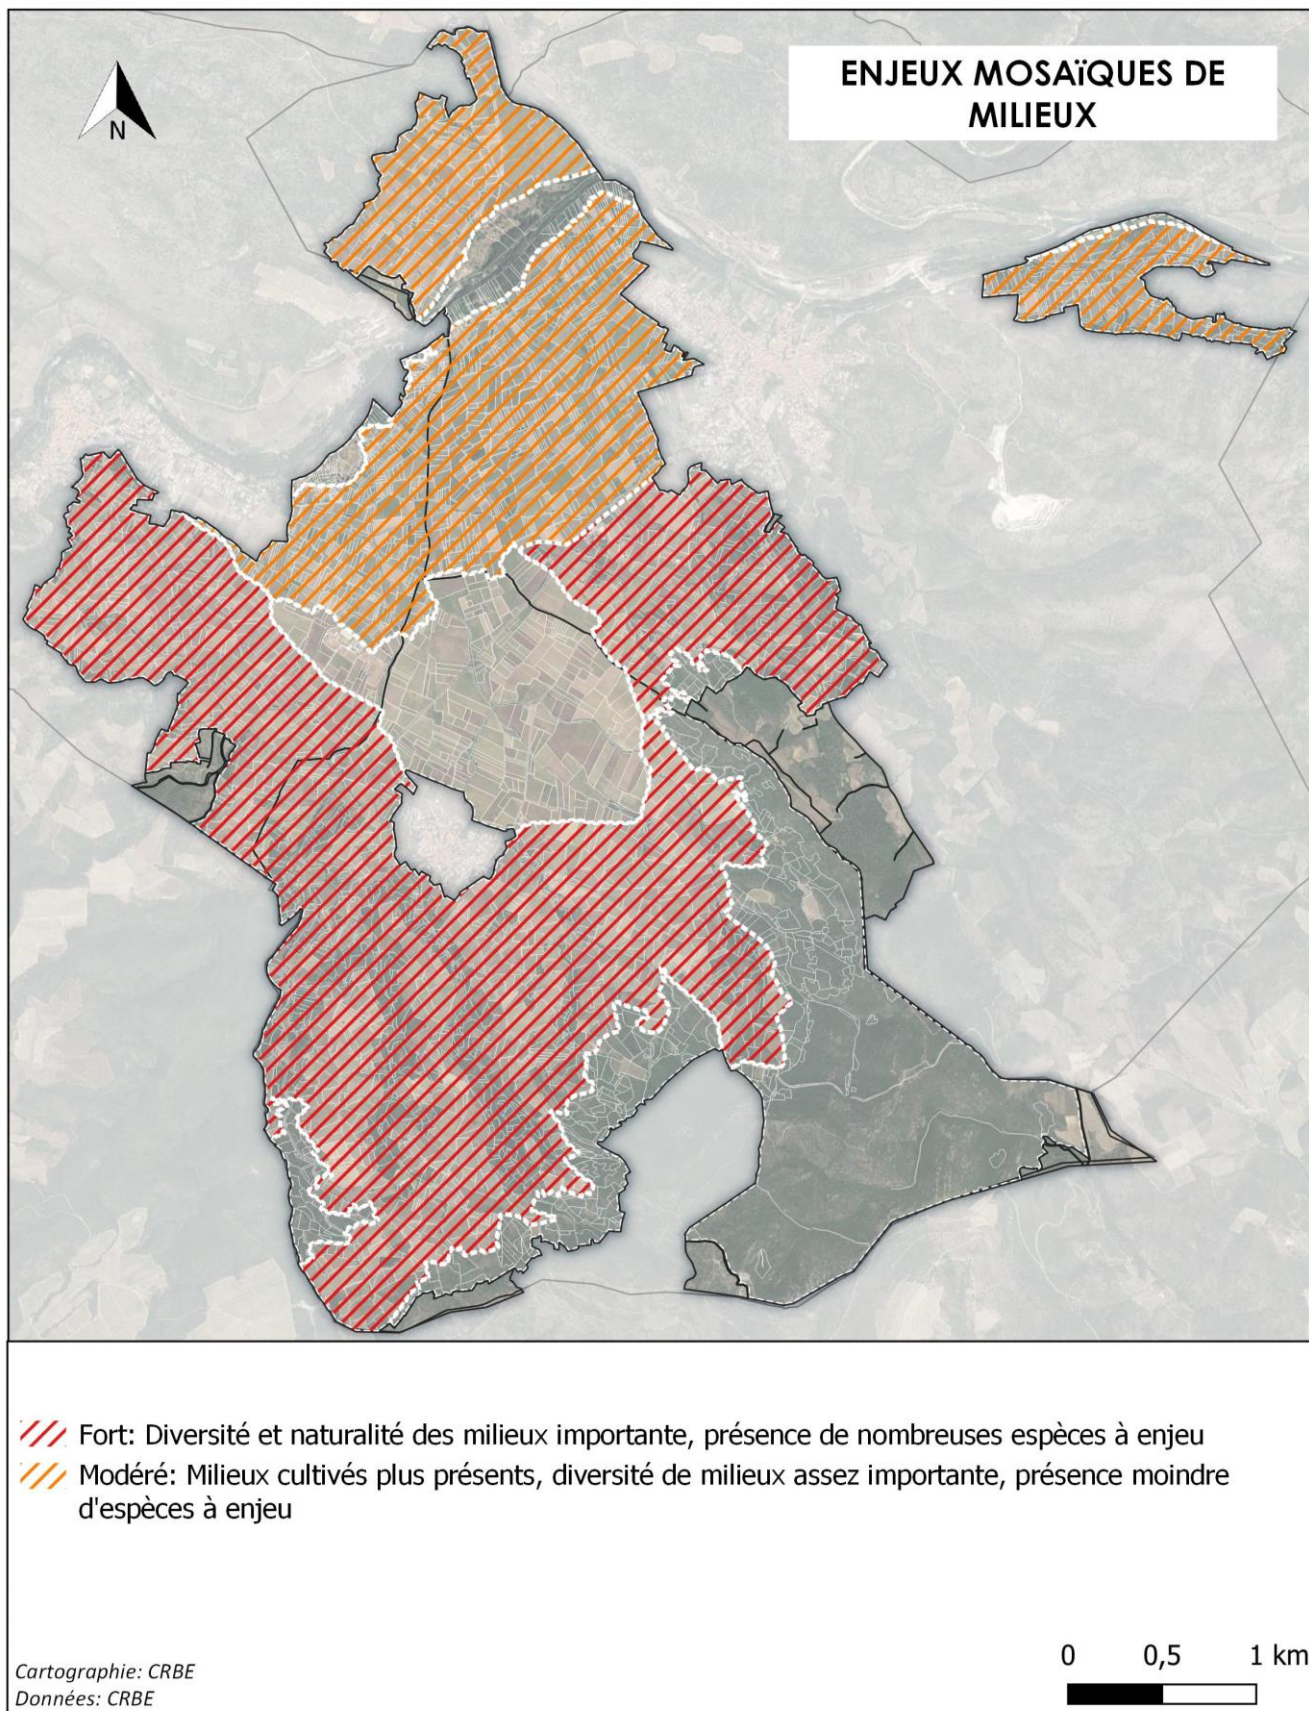 ENJEUX MOSAïQUES DE
MILIEUX
N
Fort: Diversité et naturalité des milieux importante, présence de nombreuses espèces à enjeu
Modéré: Milieux cultivés plus présents, diversité de milieux assez importante, présence moindre
d'espèces à enjeu
0 0,5 1 km
Cartographie: CRBE
Données: CRBE